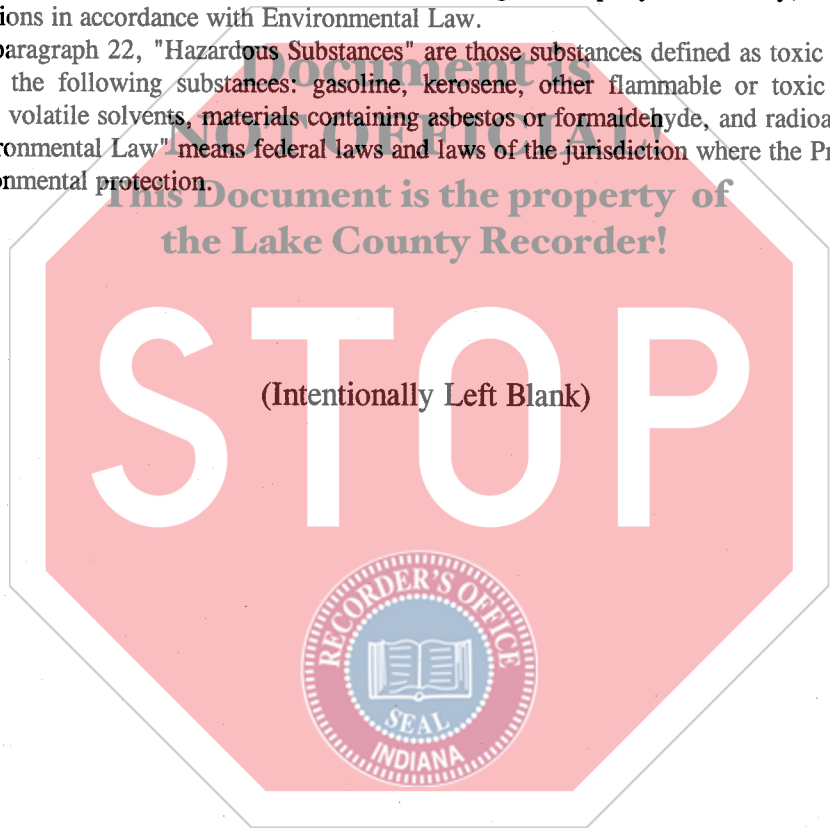 ions in accordance with Environmental Law.
paragraph 22, "Hazardous Substances" are those substances defined as toxic
the following substances: gasoline, kerosene, other flammable or toxic
volatile solvents, materials containing asbestos or formaldehyde, and radioa
onmental Law" means federal laws and laws of the jurisdiction where the Pr
onmental protection.
Document is
NOT OFFICIAL!
This Document is the property of
the Lake County Recorder!
STOP
(Intentionally Left Blank)
RECORDER'S OFFICE
SEAL
INDIANA